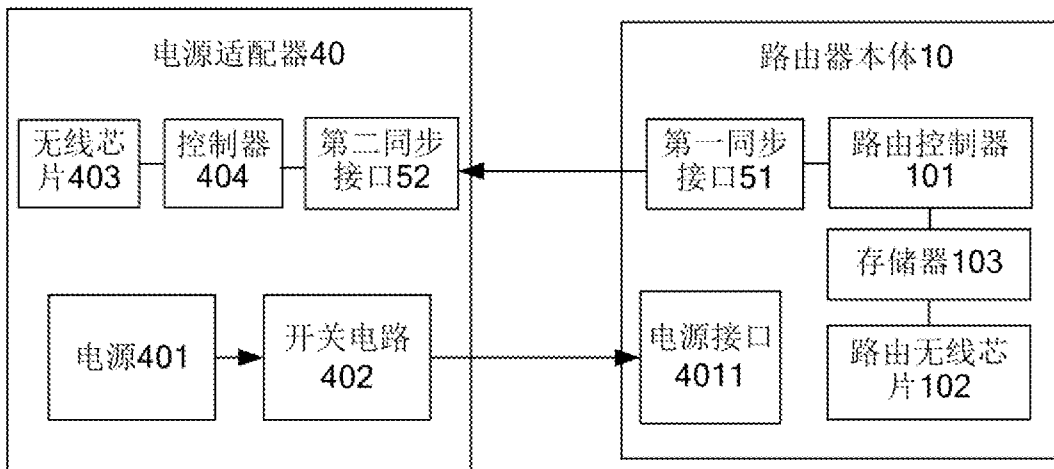 电源适配器40
无线芯
片403
控制器
404
第二同步
接口52
电源401
开关电路
402
路由器本体10
第一同步
接口51
路由控制器
101
存储器103
电源接口
4011
路由无线芯
片102